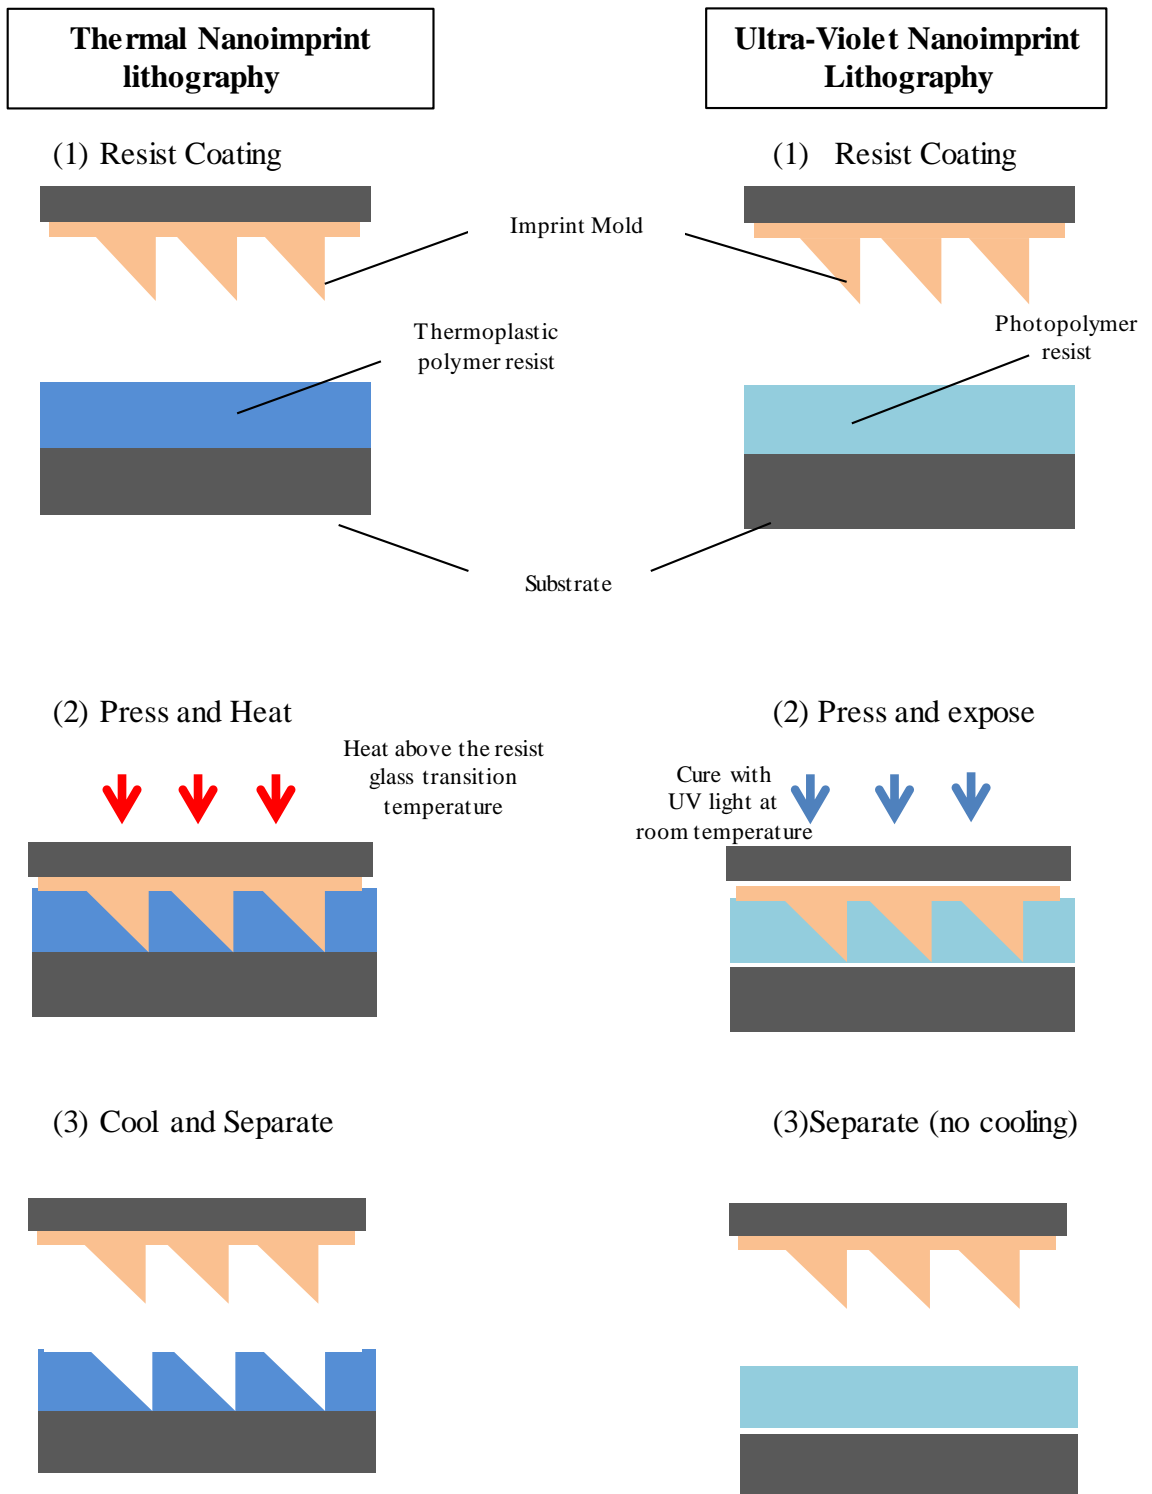 Thermal Nanoimprint
lithography
Ultra-Violet Nanoimprint
Lithography
(1) Resist Coating
(1) Resist Coating
Imprint Mold
Thermoplastic
polymer resist
Photopolymer
resist
Substrate
(2) Press and Heat
(2) Press and expose
Heat above the resist
glass transition
temperature
Cure with
UV light at
room temperature
(3) Cool and Separate
(3)Separate (no cooling)